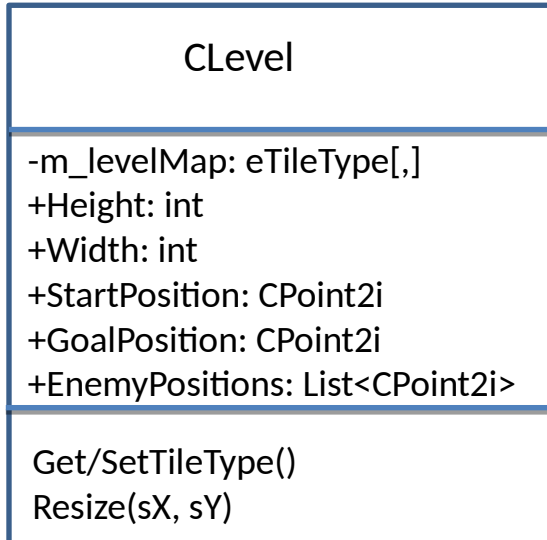 CLevel
-m_levelMap: eTileType[,]
+Height: int
+Width: int
+StartPosition: CPoint2i
+GoalPosition: CPoint2i
+EnemyPositions: List<CPoint2i>
Get/SetTileType()
Resize(sX, sY)